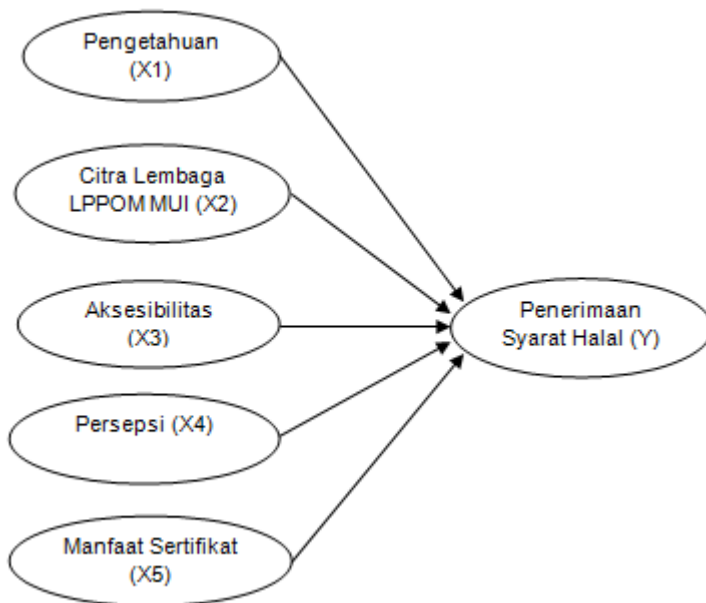 Pengetahuan
(X1)
Citra Lembaga
LPPOM MUI (X2)
Aksesibilitas
(X3)
Persepsi (X4)
Manfaat Sertifikat
(X5)
Penerimaan
Syarat Halal (Y)